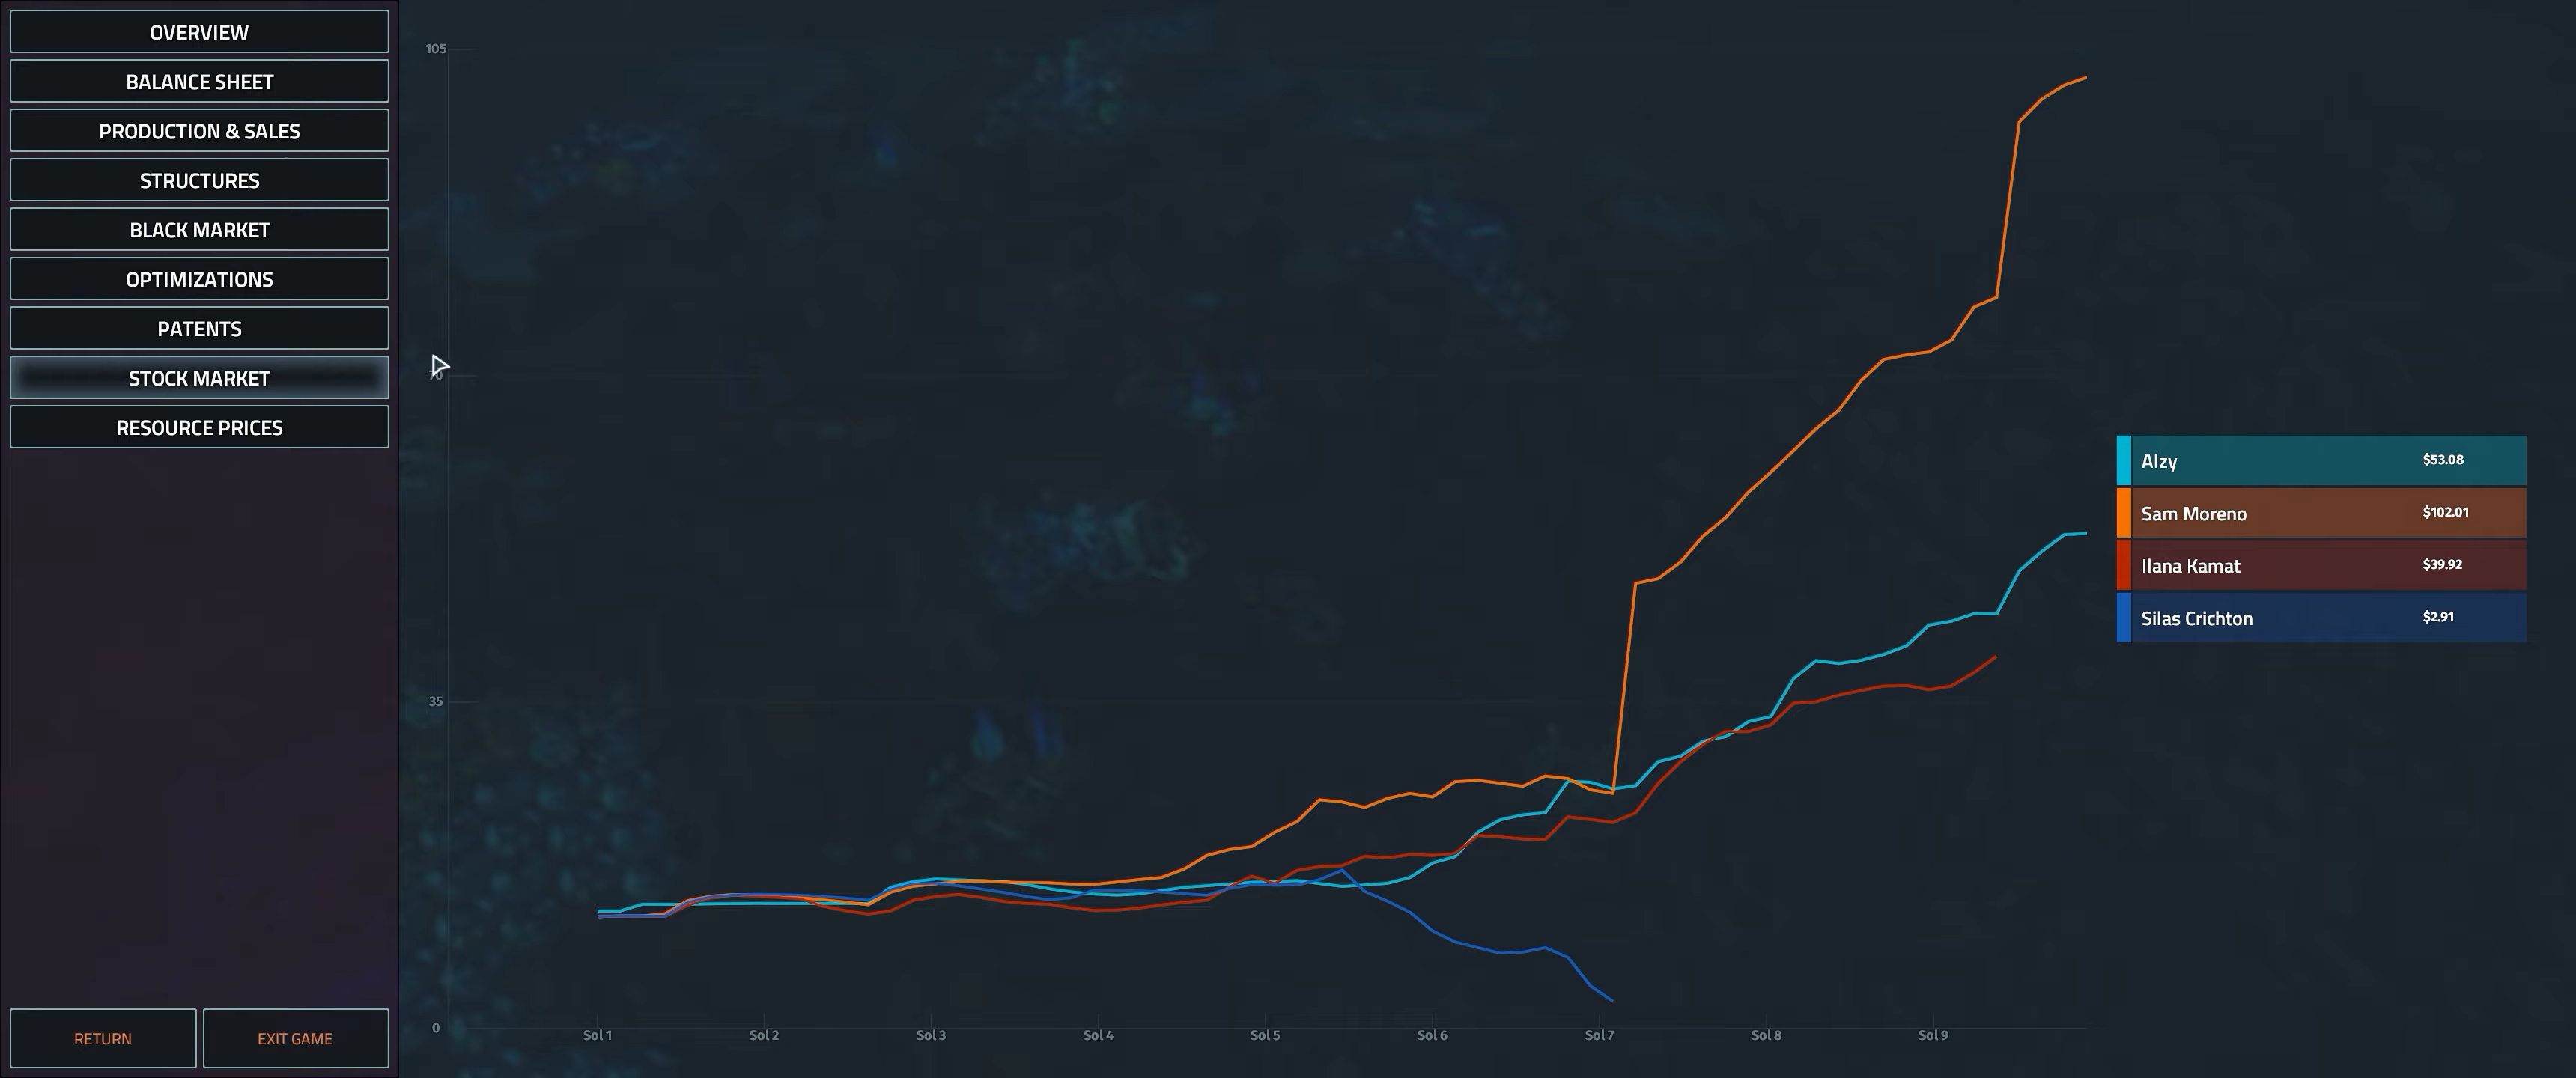 OVERVIEW
BALANCE SHEET
PRODUCTION & SALES
STRUCTURES
BLACK MARKET
OPTIMIZATIONS
PATENTS
STOCK MARKET
RESOURCE PRICES
RETURN
EXIT GAME
105
70
35
0
Sol 1 Sol 2 Sol 3 Sol 4 Sol 5 Sol 6 Sol 7 Sol 8 Sol 9
Alzy $53.08
Sam Moreno $102.01
Ilana Kamat $39.92
Silas Crichton $2.91